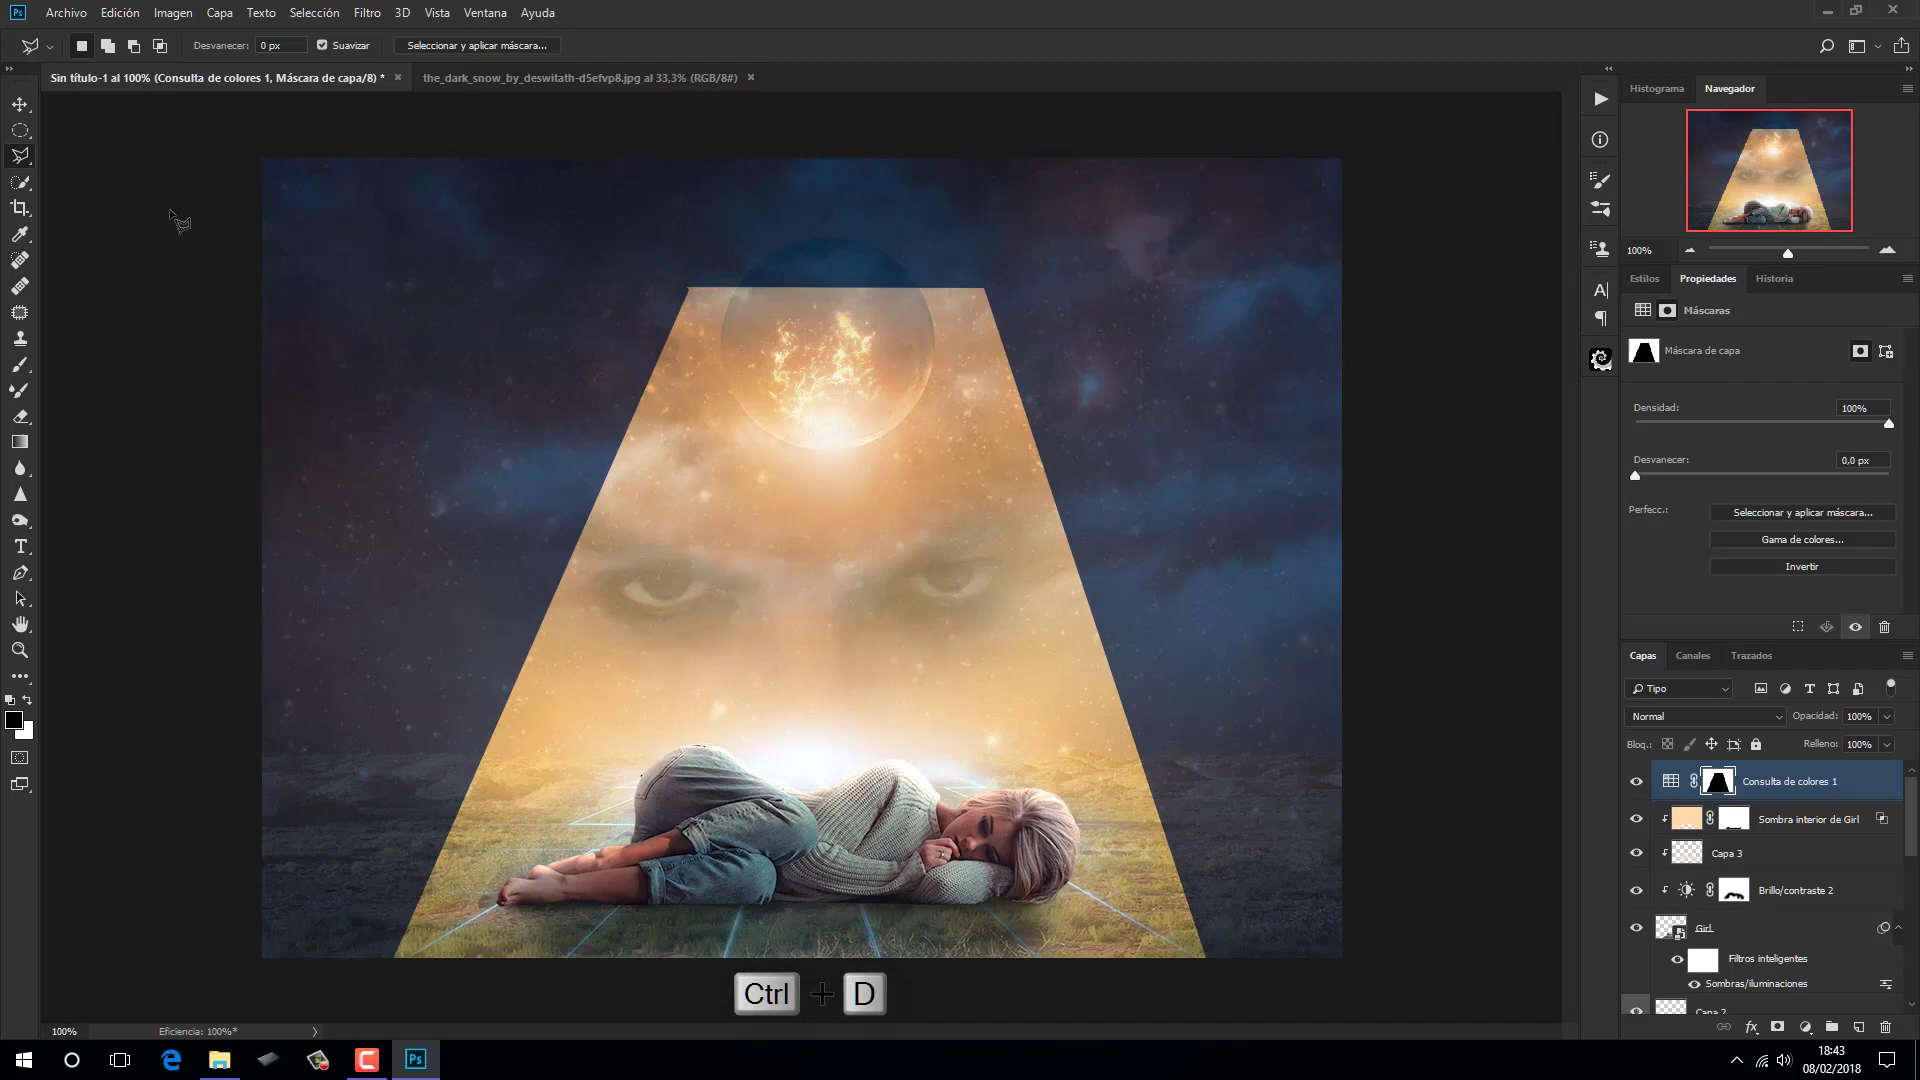 Ps Archivo Edición Imagen Capa Texto Selección Filtro 3D Vista Ventana Ayuda
Desvanecer: 0 px Suavizar Seleccionar y aplicar máscara...
Sin título-1 al 100% (Consulta de colores 1, Máscara de capa/8) * × the_dark_snow_by_deswitath-d5efvp8.jpg al 33,3% (RGB/8#) ×
Histograma Navegador
100%
Estilos Propiedades Historia
Máscaras
Máscara de capa
Densidad: 100%
Desvanecer: 0,0 px
Perfecc.: Seleccionar y aplicar máscara...
Gama de colores...
Invertir
Capas Canales Trazados
Tipo
Normal Opacidad: 100%
Bloq.: Relleno: 100%
Consulta de colores 1
Sombra interior de Girl
Capa 3
Brillo/contraste 2
Girl
Filtros inteligentes
Sombras/iluminaciones
Capa 2
Ctrl + D
100% Eficiencia: 100%*
Ps
18:43
08/02/2018